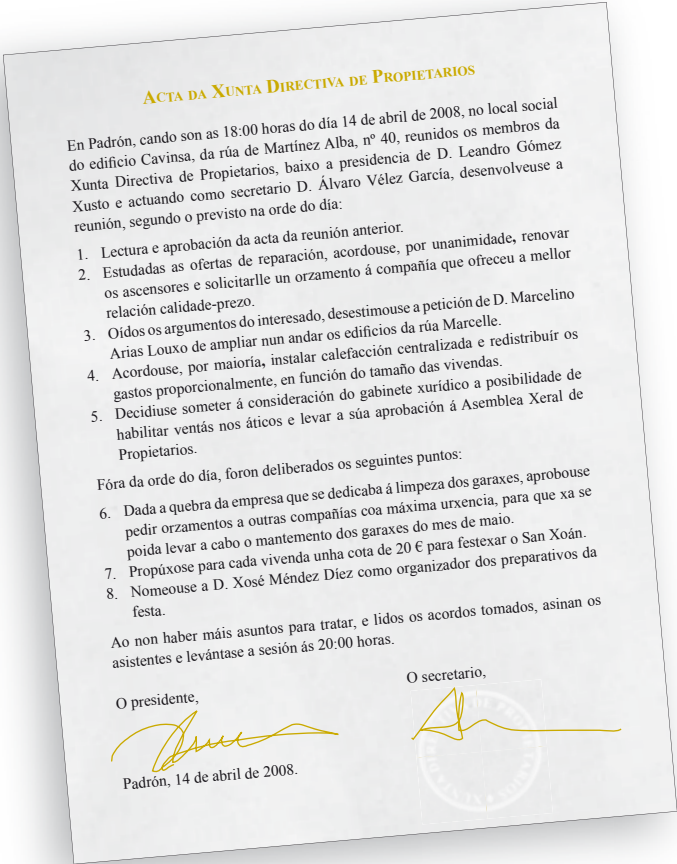 ACTA DA XUNTA DIRECTIVA DE PROPIETARIOS
En Padrón, cando son as 18:00 horas do día 14 de abril de 2008, no local social
do edificio Cavinsa, da rúa de Martínez Alba, nº 40, reunidos os membros da
Xunta Directiva de Propietarios, baixo a presidencia de D. Leandro Gómez
Xusto e actuando como secretario D. Álvaro Vélez García, desenvolveuse a
reunión, segundo o previsto na orde do día:
1. Lectura e aprobación da acta da reunión anterior.
2. Estudadas as ofertas de reparación, acordouse, por unanimidade, renovar
os ascensores e solicitarlle un orzamento á compañía que ofreceu a mellor
relación calidade-prezo.
3. Oídos os argumentos do interesado, desestimouse a petición de D. Marcelino
Arias Louxo de ampliar nun andar os edificios da rúa Marcelle.
4. Acordouse, por maioría, instalar calefacción centralizada e redistribuír os
gastos proporcionalmente, en función do tamaño das vivendas.
5. Decidiuse someter á consideración do gabinete xurídico a posibilidade de
habilitar ventás nos áticos e levar a súa aprobación á Asemblea Xeral de
Propietarios.
Fóra da orde do día, foron deliberados os seguintes puntos:
6. Dada a quebra da empresa que se dedicaba á limpeza dos garaxes, aprobouse
pedir orzamentos a outras compañías coa máxima urxencia, para que xa se
poida levar a cabo o mantemento dos garaxes do mes de maio.
7. Propúxose para cada vivenda unha cota de 20 € para festexar o San Xoán.
8. Nomeouse a D. Xosé Méndez Díez como organizador dos preparativos da
festa.
Ao non haber máis asuntos para tratar, e lidos os acordos tomados, asinan os
asistentes e levántase a sesión ás 20:00 horas.
O presidente,
O secretario,
Padrón, 14 de abril de 2008.